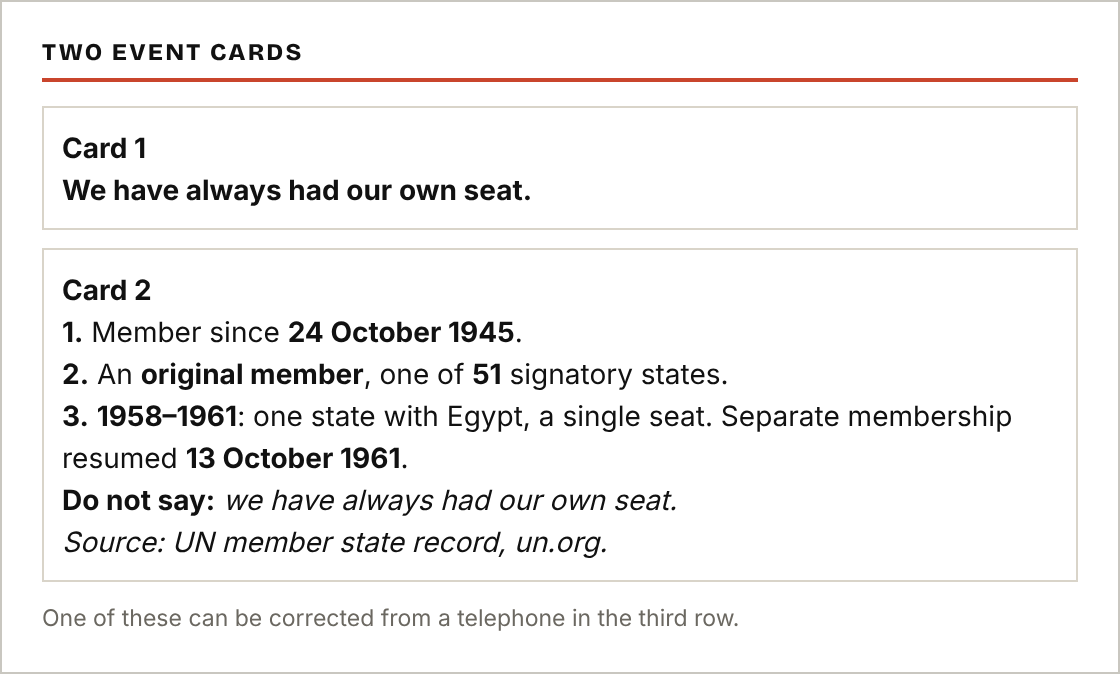 TWO EVENT CARDS
Card 1
We have always had our own seat.
Card 2
1. Member since 24 October 1945.
2. An original member, one of 51 signatory states.
3. 1958–1961: one state with Egypt, a single seat. Separate membership
resumed 13 October 1961.
Do not say: we have always had our own seat.
Source: UN member state record, un.org.
One of these can be corrected from a telephone in the third row.